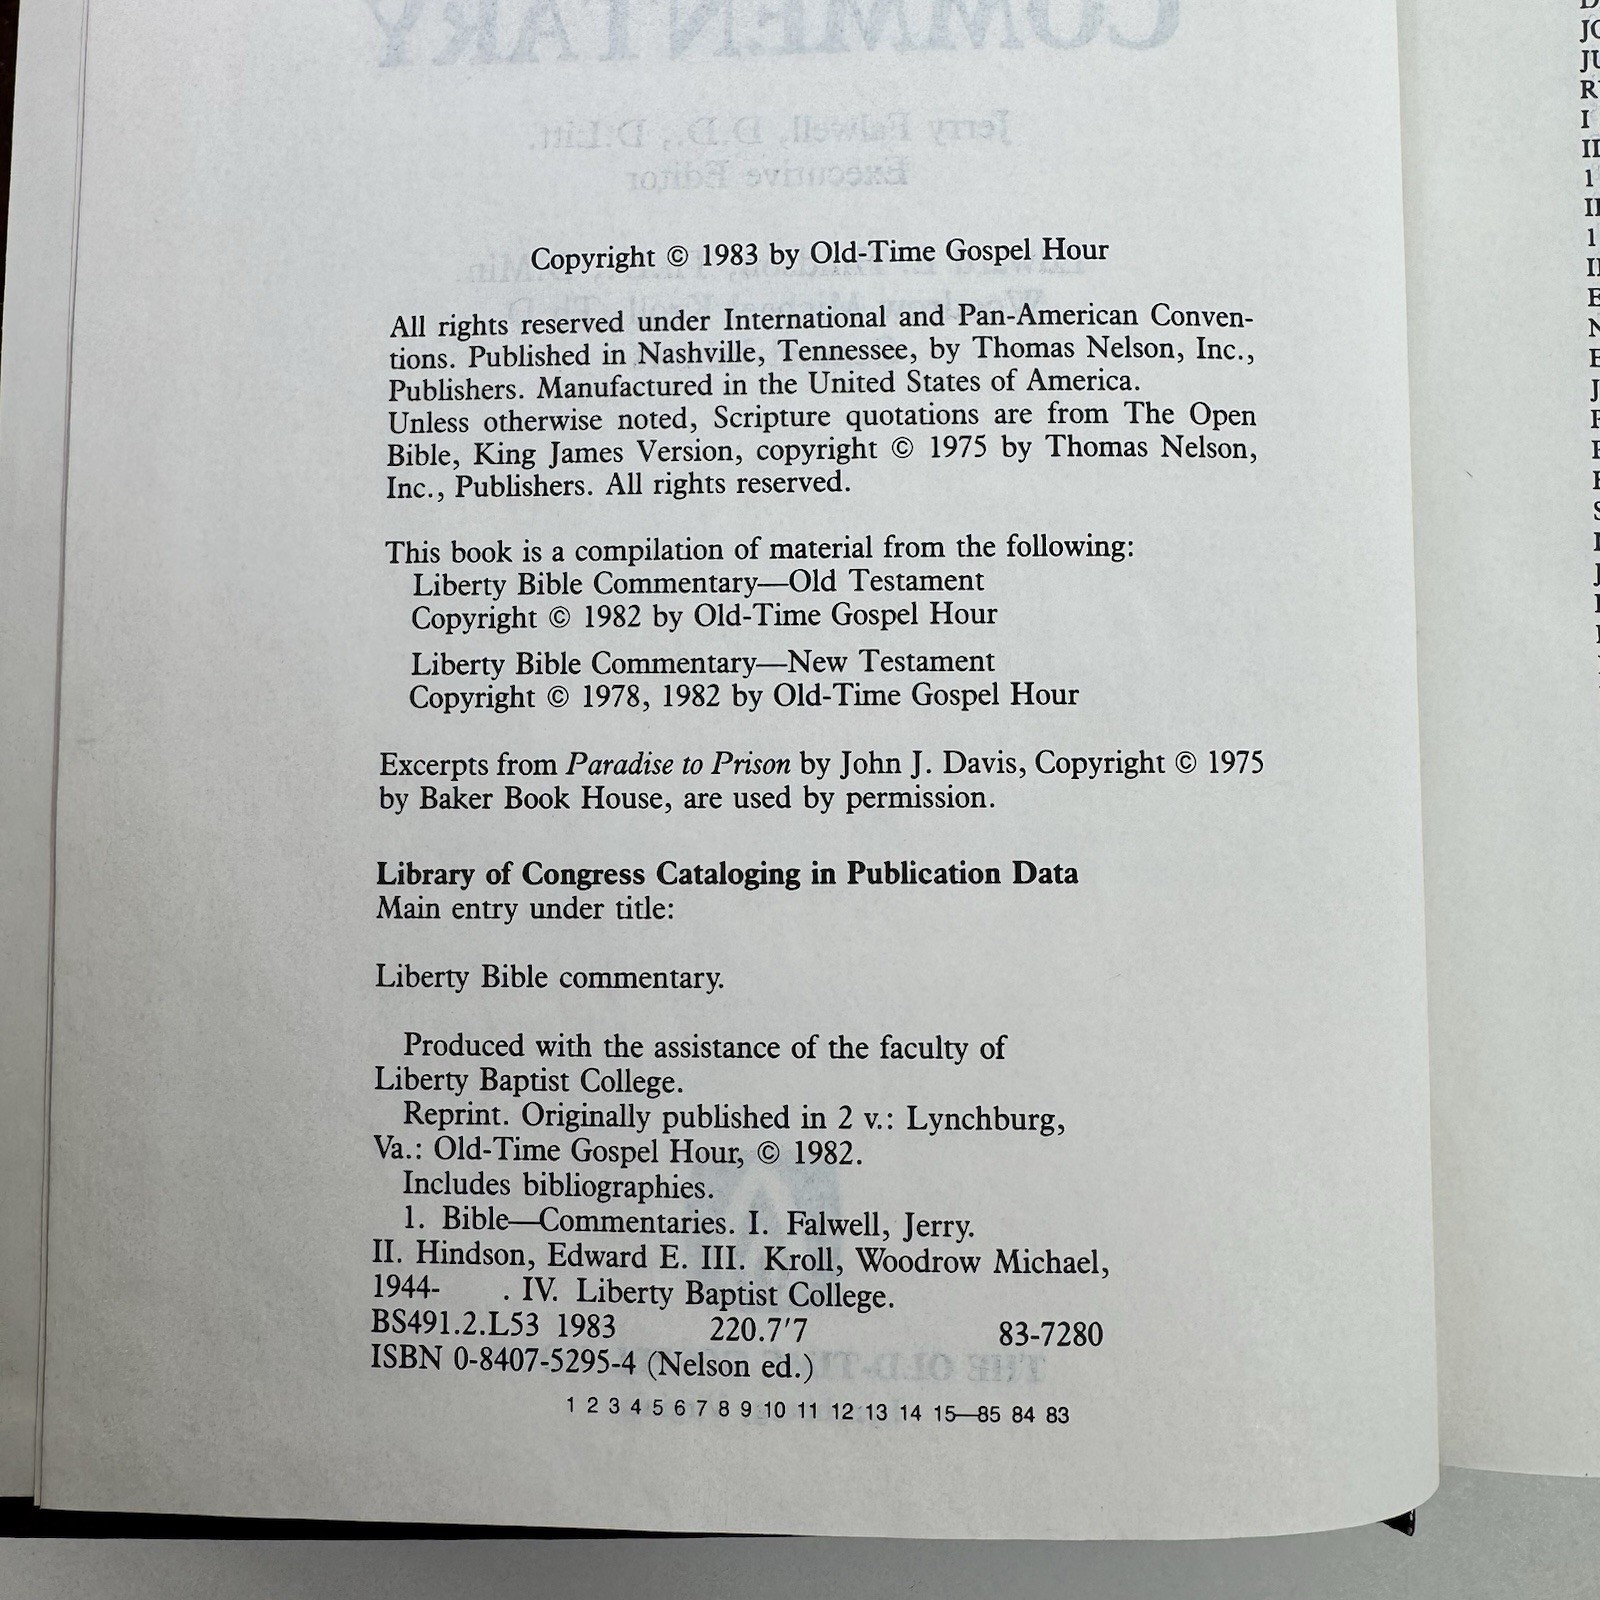 COMMENTARY
Jerry Falwell, D.D., D.Litt.
Executive Editor
Copyright © 1983 by Old-Time Gospel Hour
All rights reserved under International and Pan-American Conven-
tions. Published in Nashville, Tennessee, by Thomas Nelson, Inc.,
Publishers. Manufactured in the United States of America.
Unless otherwise noted, Scripture quotations are from The Open
Bible, King James Version, copyright © 1975 by Thomas Nelson,
Inc., Publishers. All rights reserved.
This book is a compilation of material from the following:
Liberty Bible Commentary—Old Testament
Copyright © 1982 by Old-Time Gospel Hour
Liberty Bible Commentary—New Testament
Copyright © 1978, 1982 by Old-Time Gospel Hour
Excerpts from Paradise to Prison by John J. Davis, Copyright © 1975
by Baker Book House, are used by permission.
Library of Congress Cataloging in Publication Data
Main entry under title:
Liberty Bible commentary.
Produced with the assistance of the faculty of
Liberty Baptist College.
Reprint. Originally published in 2 v.: Lynchburg,
Va.: Old-Time Gospel Hour, © 1982.
Includes bibliographies.
1. Bible—Commentaries. I. Falwell, Jerry.
II. Hindson, Edward E. III. Kroll, Woodrow Michael,
1944- . IV. Liberty Baptist College.
BS491.2.L53 1983 220.7'7 83-7280
ISBN 0-8407-5295-4 (Nelson ed.)
1 2 3 4 5 6 7 8 9 10 11 12 13 14 15—85 84 83